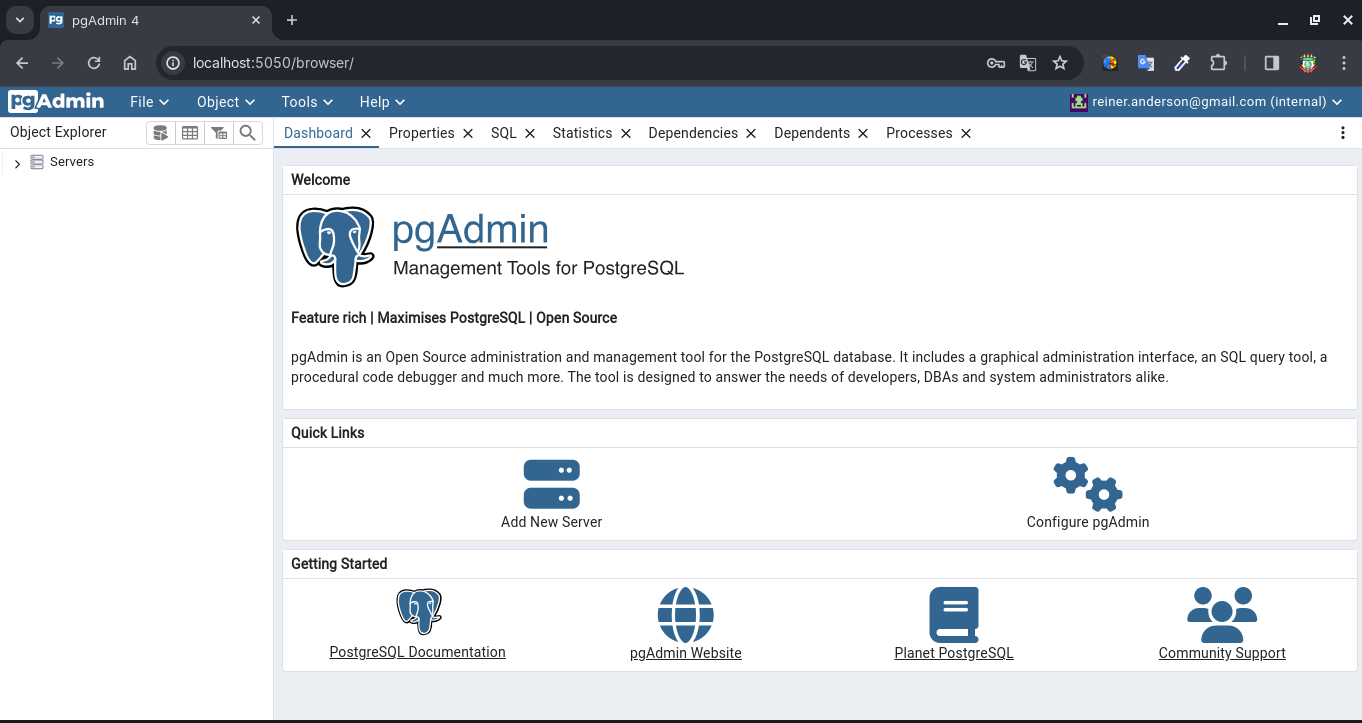 pg pgAdmin 4
localhost:5050/browser/
pgAdmin File Object Tools Help reiner.anderson@gmail.com (internal)
Object Explorer
Servers
Dashboard Properties SQL Statistics Dependencies Dependents Processes
Welcome
pgAdmin
Management Tools for PostgreSQL
Feature rich | Maximises PostgreSQL | Open Source
pgAdmin is an Open Source administration and management tool for the PostgreSQL database. It includes a graphical administration interface, an SQL query tool, a
procedural code debugger and much more. The tool is designed to answer the needs of developers, DBAs and system administrators alike.
Quick Links
Add New Server Configure pgAdmin
Getting Started
PostgreSQL Documentation pgAdmin Website Planet PostgreSQL Community Support